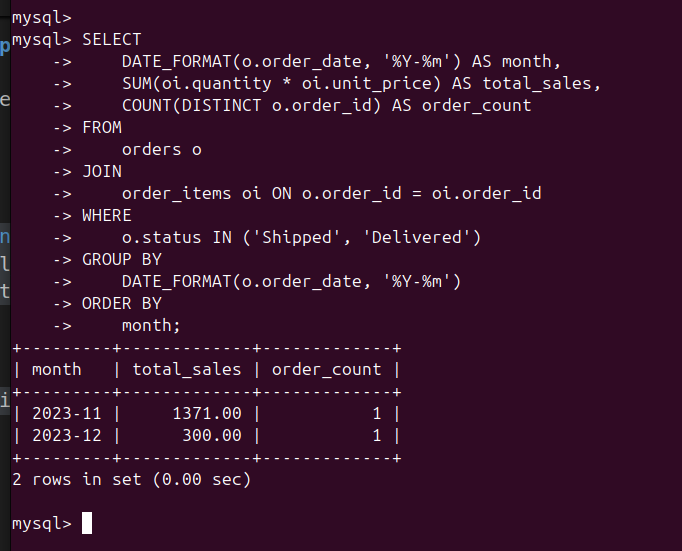 mysql>
mysql> SELECT
    ->     DATE_FORMAT(o.order_date, '%Y-%m') AS month,
    ->     SUM(oi.quantity * oi.unit_price) AS total_sales,
    ->     COUNT(DISTINCT o.order_id) AS order_count
    -> FROM
    ->     orders o
    -> JOIN
    ->     order_items oi ON o.order_id = oi.order_id
    -> WHERE
    ->     o.status IN ('Shipped', 'Delivered')
    -> GROUP BY
    ->     DATE_FORMAT(o.order_date, '%Y-%m')
    -> ORDER BY
    ->     month;
+---------+-------------+-------------+
| month   | total_sales | order_count |
+---------+-------------+-------------+
| 2023-11 |     1371.00 |           1 |
| 2023-12 |      300.00 |           1 |
+---------+-------------+-------------+
2 rows in set (0.00 sec)
mysql>